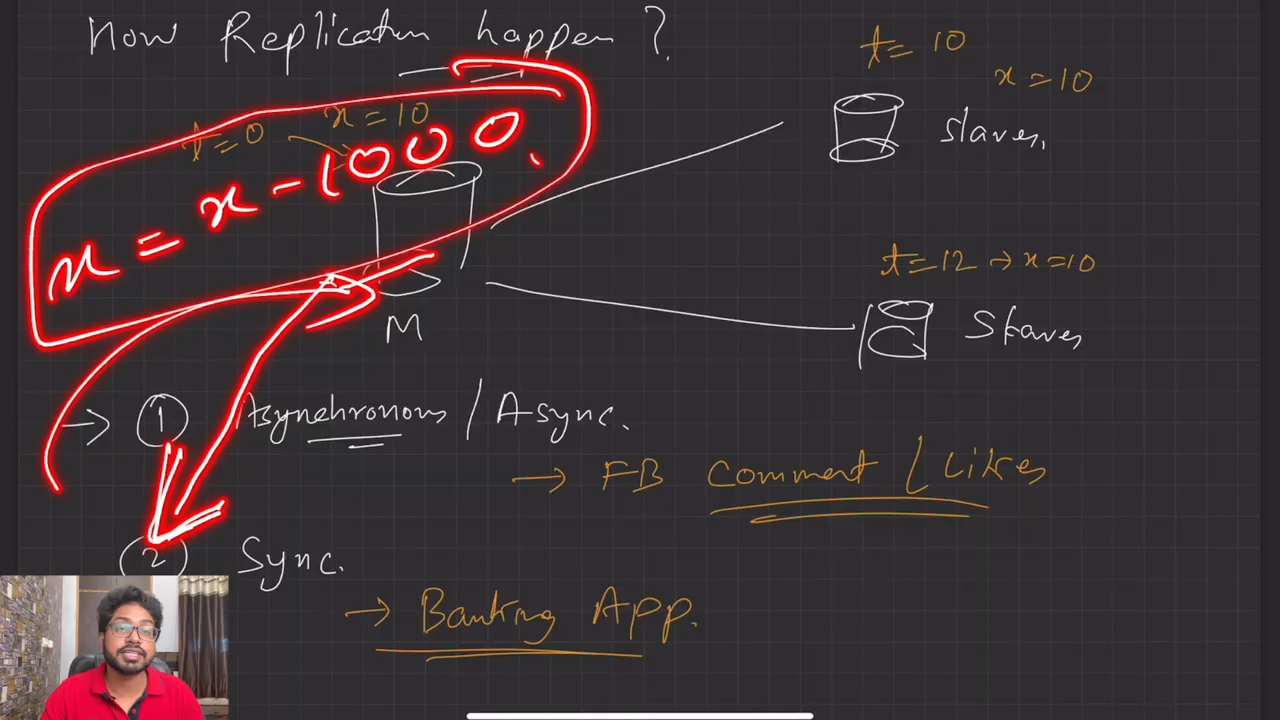 How Replication happen ?
t = 10
x = 10
t = 0 x = 10
x = x - 1000
slaves,
t = 12 → x = 10
M
Slaves
→ ① Asynchronous / Async.
→ FB Comment / Likes
② Sync.
→ Banking App.